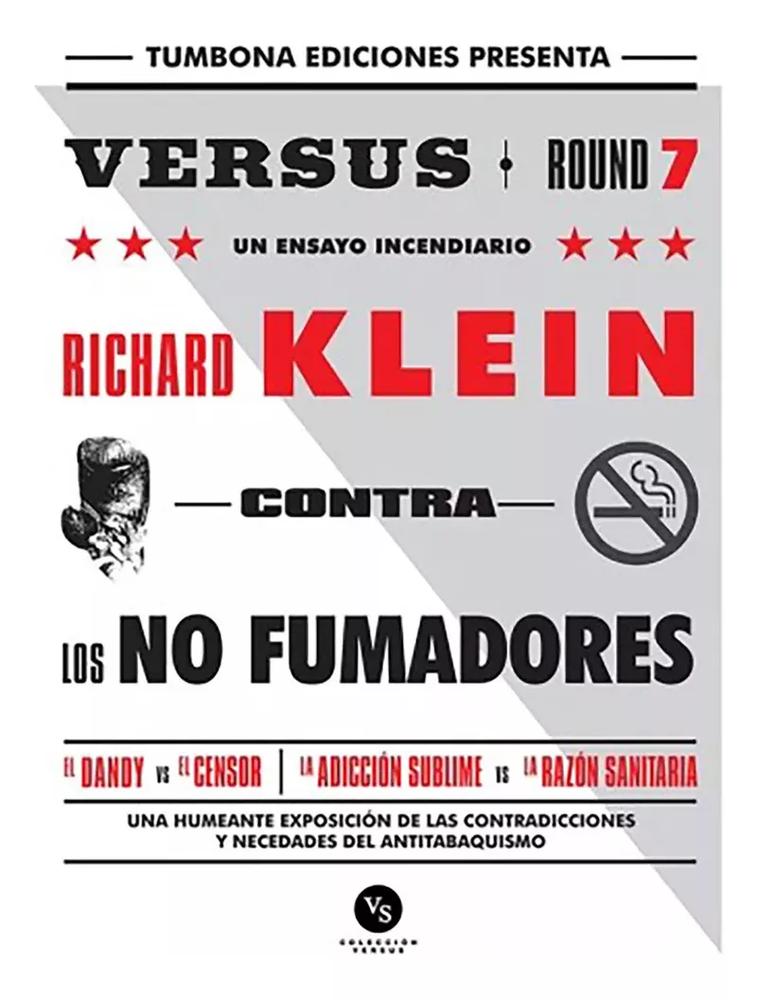 TUMBONA EDICIONES PRESENTA
VERSUS ROUND 7
UN ENSAYO INCENDIARIO
RICHARD KLEIN
CONTRA
LOS NO FUMADORES
EL DANDY VS EL CENSOR | LA ADICCIÓN SUBLIME VS LA RAZÓN SANITARIA
UNA HUMEANTE EXPOSICIÓN DE LAS CONTRADICCIONES
Y NECEDADES DEL ANTITABAQUISMO
VS
COLECCIÓN
VERSUS